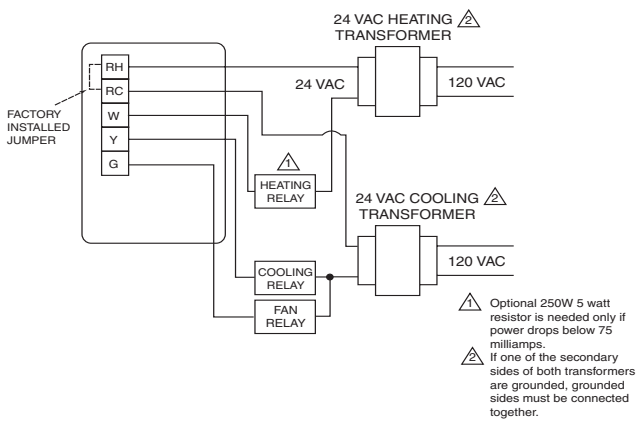 24 VAC HEATING 2
TRANSFORMER
RH
RC
W
Y
G
24 VAC
120 VAC
FACTORY
INSTALLED
JUMPER
1
HEATING
RELAY
24 VAC COOLING 2
TRANSFORMER
COOLING
RELAY
120 VAC
FAN
RELAY
1 Optional 250W 5 watt
resistor is needed only if
power drops below 75
milliamps.
2 If one of the secondary
sides of both transformers
are grounded, grounded
sides must be connected
together.